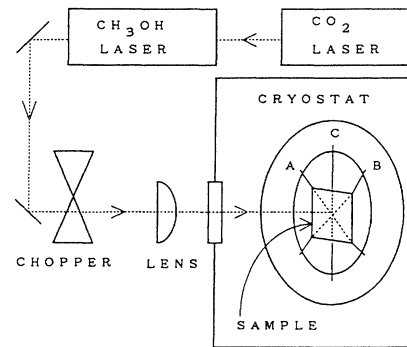 CH3OH
LASER
CO2
LASER
CRYOSTAT
C
A
B
CHOPPER
LENS
SAMPLE